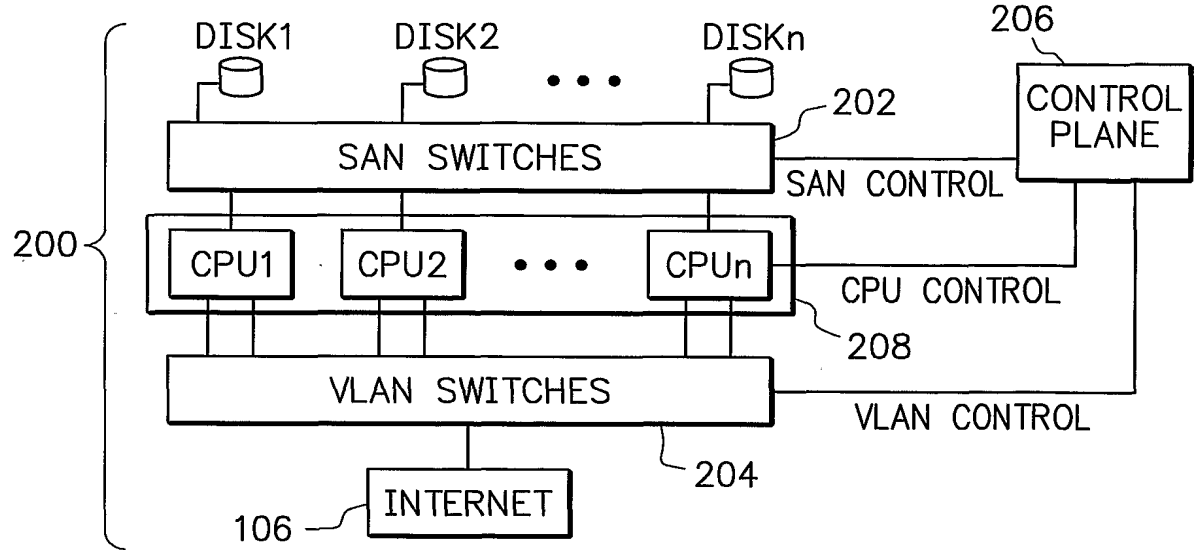 DISK1
DISK2
DISKn
206
CONTROL
PLANE
202
SAN SWITCHES
SAN CONTROL
200
CPU1
CPU2
CPUn
CPU CONTROL
208
VLAN SWITCHES
VLAN CONTROL
204
INTERNET
106